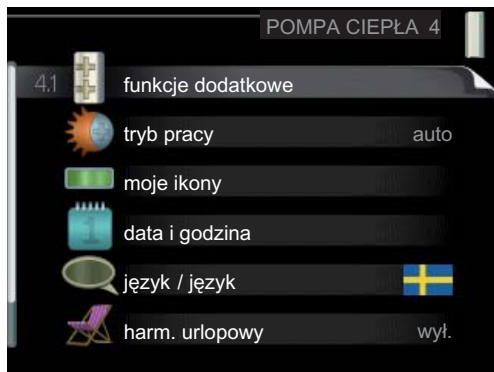 POMPA CIEPŁA 4
4.1 funkcje dodatkowe
tryb pracy auto
moje ikony
1
data i godzina
język / język
harm. urlopowy wył.